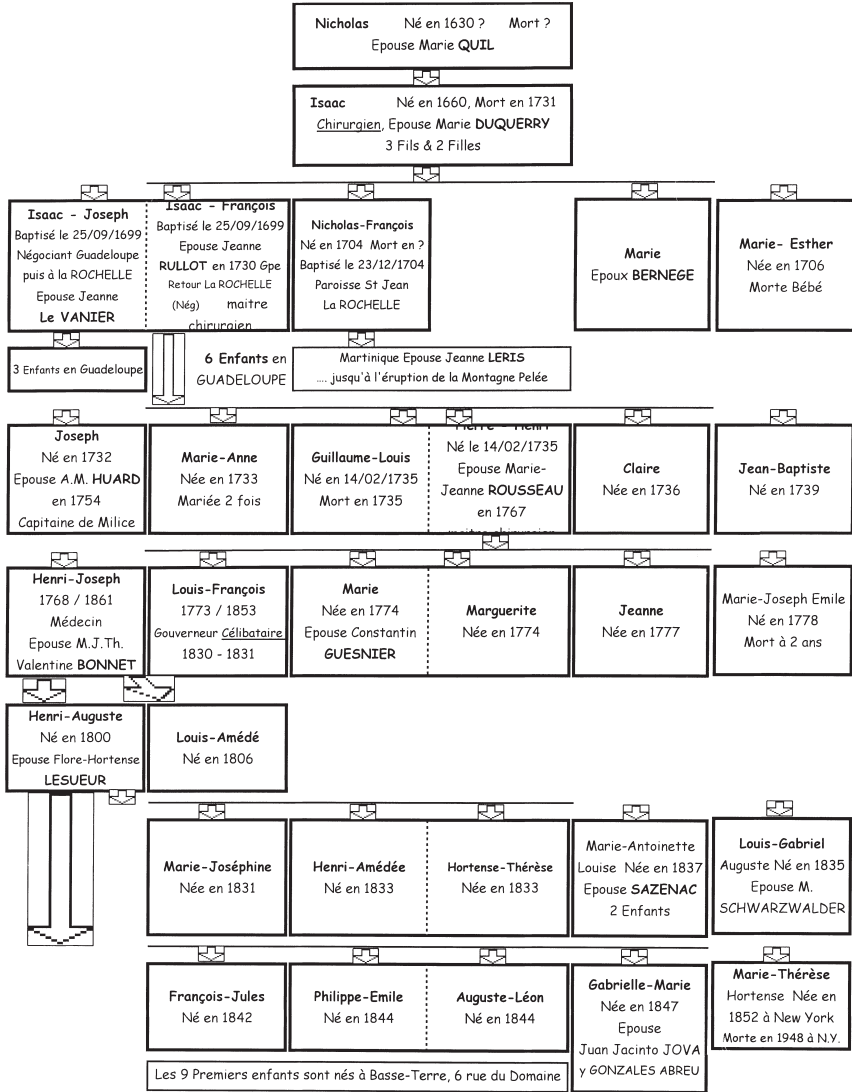 Nicholas Né en 1630 ? Mort ?
Epouse Marie QUIL
Isaac Né en 1660, Mort en 1731
Chirurgien, Epouse Marie DUQUERRY
3 Fils & 2 Filles
Isaac - Joseph
Baptisé le 25/09/1699
Négociant Guadeloupe
puis à la ROCHELLE
Epouse Jeanne
Le VANIER
Isaac - François
Baptisé le 25/09/1699
Epouse Jeanne
RULLOT en 1730 Gpe
Retour La ROCHELLE
(Nég) maitre
chirurgien
Nicholas-François
Né en 1704 Mort en ?
Baptisé le 23/12/1704
Paroisse St Jean
La ROCHELLE
Marie
Epoux BERNEGE
Marie- Esther
Née en 1706
Morte Bébé
3 Enfants en Guadeloupe
6 Enfants en
GUADELOUPE
Martinique Epouse Jeanne LERIS
.... jusqu'à l'éruption de la Montagne Pelée
Joseph
Né en 1732
Epouse A.M. HUARD
en 1754
Capitaine de Milice
Marie-Anne
Née en 1733
Mariée 2 fois
Guillaume-Louis
Né en 14/02/1735
Mort en 1735
Pierre - Henri
Né le 14/02/1735
Epouse Marie-
Jeanne ROUSSEAU
en 1767
maitre chirurgien
Claire
Née en 1736
Jean-Baptiste
Né en 1739
Henri-Joseph
1768 / 1861
Médecin
Epouse M.J.Th.
Valentine BONNET
Louis-François
1773 / 1853
Gouverneur Célibataire
1830 - 1831
Marie
Née en 1774
Epouse Constantin
GUESNIER
Marguerite
Née en 1774
Jeanne
Née en 1777
Marie-Joseph Emile
Né en 1778
Mort à 2 ans
Henri-Auguste
Né en 1800
Epouse Flore-Hortense
LESUEUR
Louis-Amédé
Né en 1806
Marie-Joséphine
Née en 1831
Henri-Amédée
Né en 1833
Hortense-Thérèse
Née en 1833
Marie-Antoinette
Louise Née en 1837
Epouse SAZENAC
2 Enfants
Louis-Gabriel
Auguste Né en 1835
Epouse M.
SCHWARZWALDER
François-Jules
Né en 1842
Philippe-Emile
Né en 1844
Auguste-Léon
Né en 1844
Gabrielle-Marie
Née en 1847
Epouse
Juan Jacinto JOVA
y GONZALES ABREU
Marie-Thérèse
Hortense Née en
1852 à New York
Morte en 1948 à N.Y.
Les 9 Premiers enfants sont nés à Basse-Terre, 6 rue du Domaine